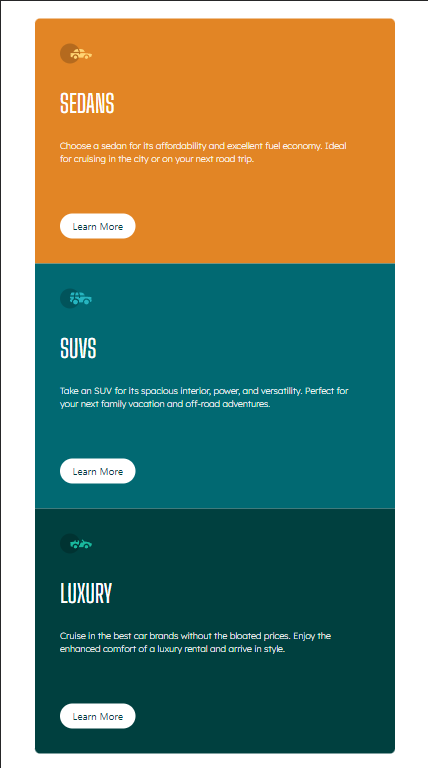 SEDANS
Choose a sedan for its affordability and excellent fuel economy. Ideal
for cruising in the city or on your next road trip.
Learn More
SUVS
Take an SUV for its spacious interior, power, and versatility. Perfect for
your next family vacation and off-road adventures.
Learn More
LUXURY
Cruise in the best car brands without the bloated prices. Enjoy the
enhanced comfort of a luxury rental and arrive in style.
Learn More